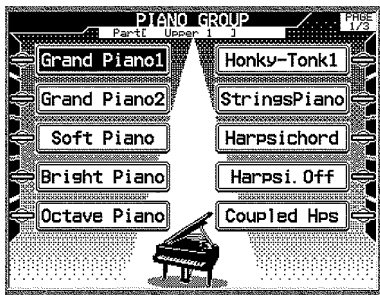 PIANO GROUP
PAGE
1/3
Part[ Upper 1 ]
Grand Piano1
Honky-Tonk1
Grand Piano2
StringsPiano
Soft Piano
Harpsichord
Bright Piano
Harpsi.Off
Octave Piano
Coupled Hps